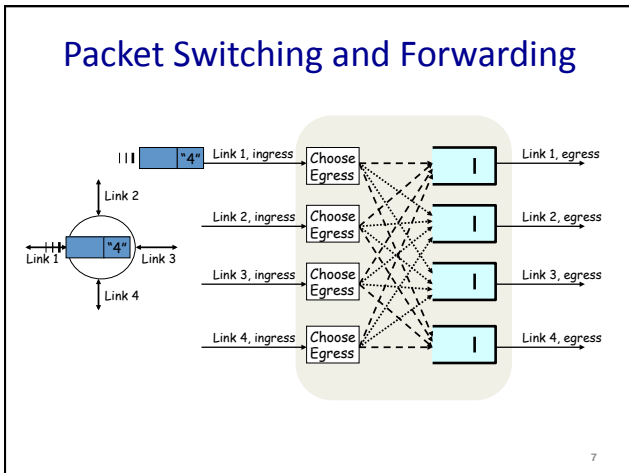 Packet Switching and Forwarding
"4"
Link 1, ingress
Choose
Egress
Link 1, egress
Link 2
Link 2, ingress
Choose
Egress
Link 2, egress
"4"
Link 1
Link 3
Link 3, ingress
Choose
Egress
Link 3, egress
Link 4
Link 4, ingress
Choose
Egress
Link 4, egress
7